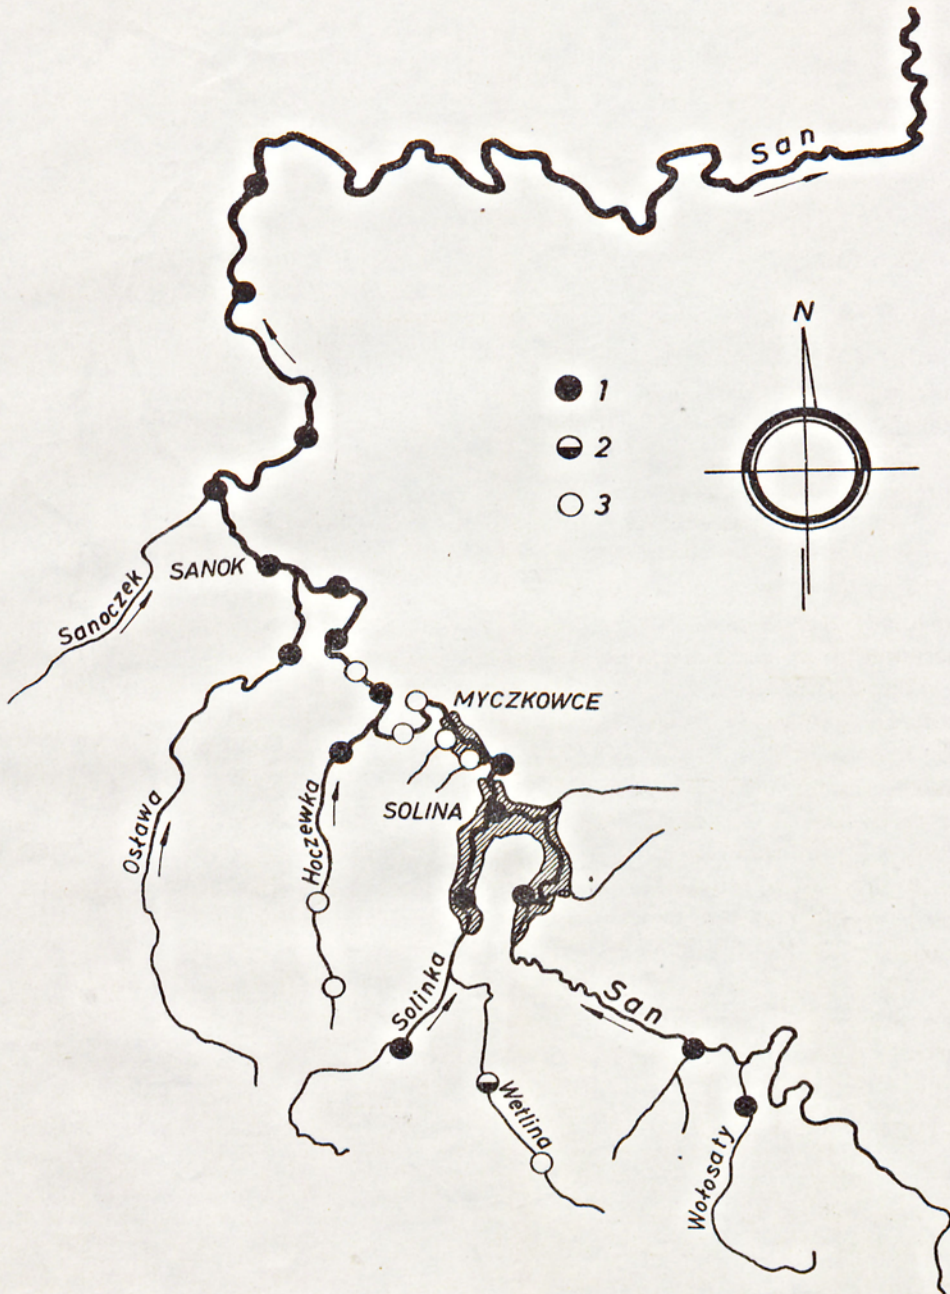 San
N
1
2
3
SANOK
Sanoczek
MYCZKOWCE
SOLINA
Osława
Hoczewka
Solinka
San
Wetlina
Wołosaty